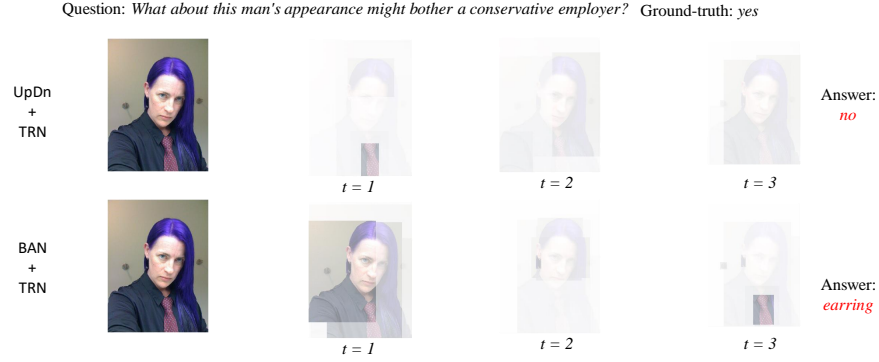 Question: What about this man's appearance might bother a conservative employer? Ground-truth: yes
UpDn
+
TRN
Answer:
no
t = 1
t = 2
t = 3
BAN
+
TRN
Answer:
earring
t = 1
t = 2
t = 3